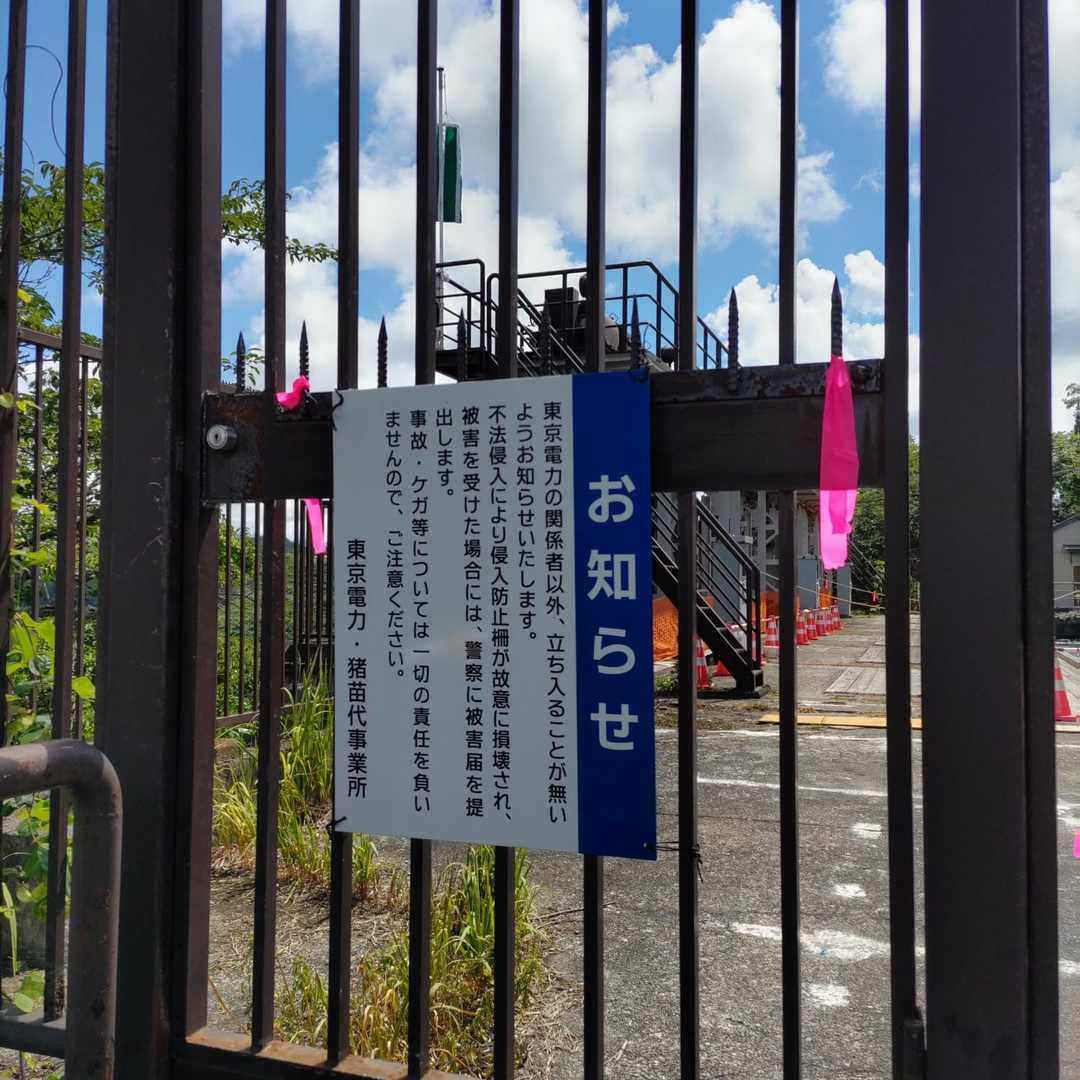 お知らせ
東京電力の関係者以外、立ち入ることが無い
ようお知らせいたします。
不法侵入により侵入防止柵が故意に損壊され、
被害を受けた場合には、警察に被害届を提
出します。
事故・ケガ等については一切の責任を負い
ませんので、ご注意ください。
東京電力・猪苗代事業所